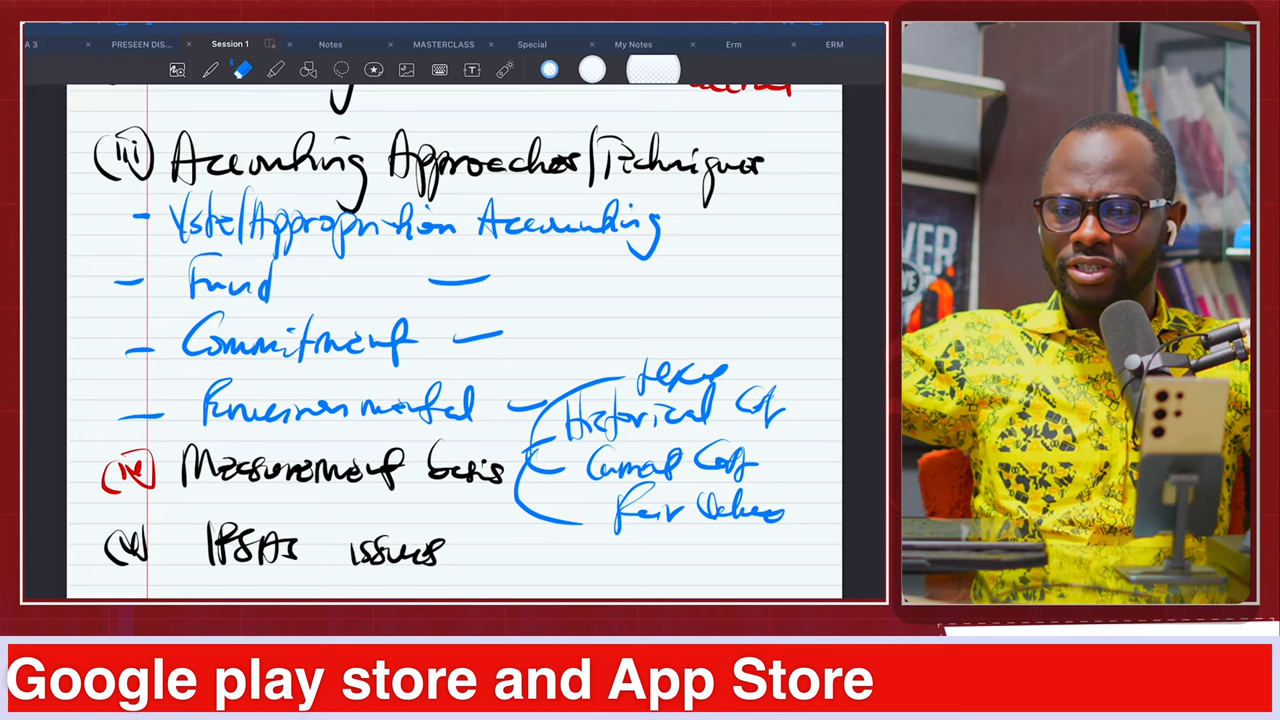 A 3
PRESEEN DIS...
Session 1
Notes
MASTERCLASS
Special
My Notes
Erm
ERM
(iii) Accounting Approaches/Techniques
- Vote/Appropriation Accounting
- Fund —
- Commitment —
- Environmental —
Historical Cost
(iv) Measurement basis
Current Cost
Fair Value
(v) IPSAS issues
Google play store and App Store